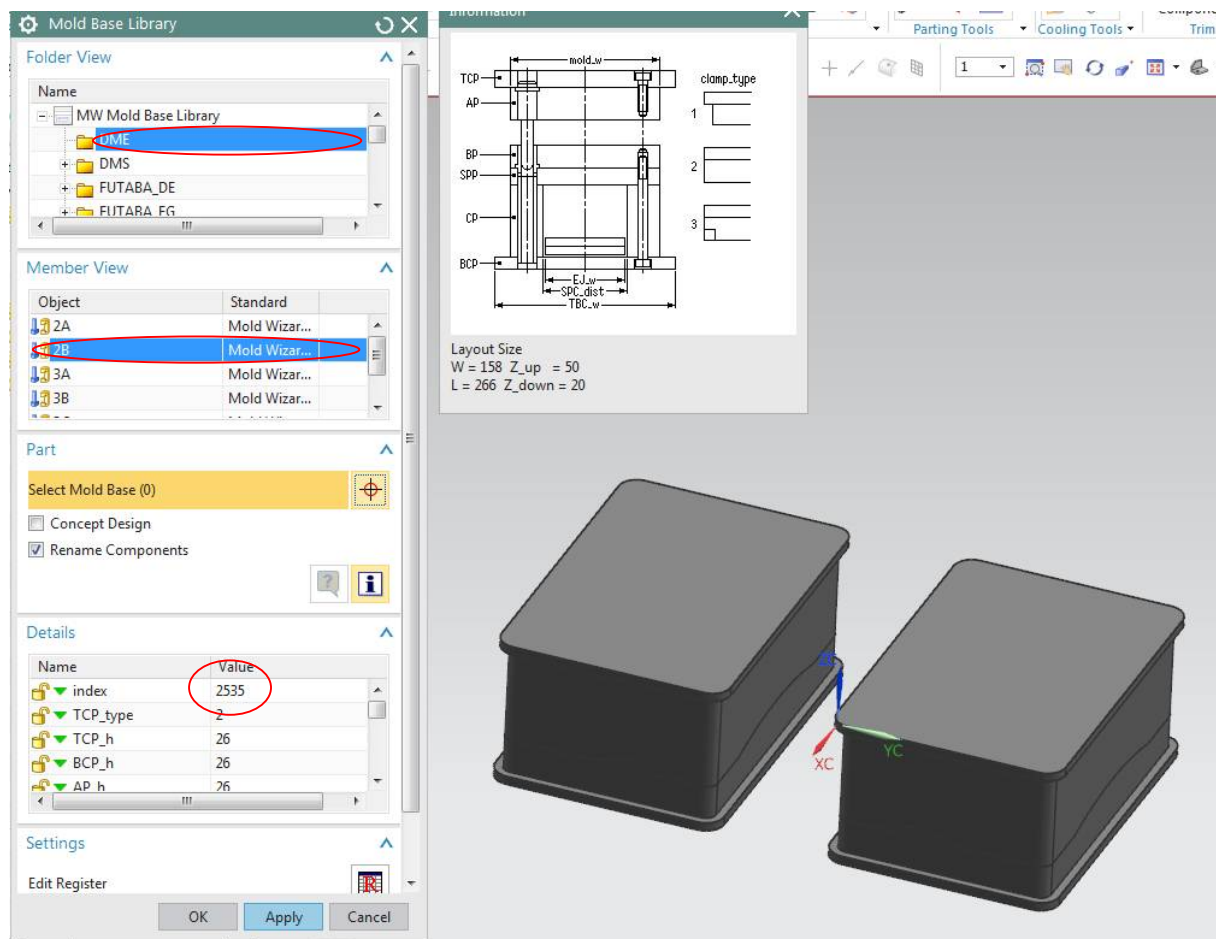 Mold Base Library
Folder View
Name
MW Mold Base Library
DME
DMS
FUTABA_DE
FUTABA_FG
Member View
Object Standard
2A Mold Wizar...
2B Mold Wizar...
3A Mold Wizar...
3B Mold Wizar...
Part
Select Mold Base (0)
Concept Design
Rename Components
Details
Name Value
index 2535
TCP_type 2
TCP_h 26
BCP_h 26
AP_h 26
Settings
Edit Register
OK Apply Cancel
Information
mold_w
TCP
AP
BP
SPP
CP
BCP
EJ_w
SPC_dist
TBC_w
clamp_type
1
2
3
Layout Size
W = 158 Z_up = 50
L = 266 Z_down = 20
Parting Tools Cooling Tools Trim
1
ZC
XC
YC